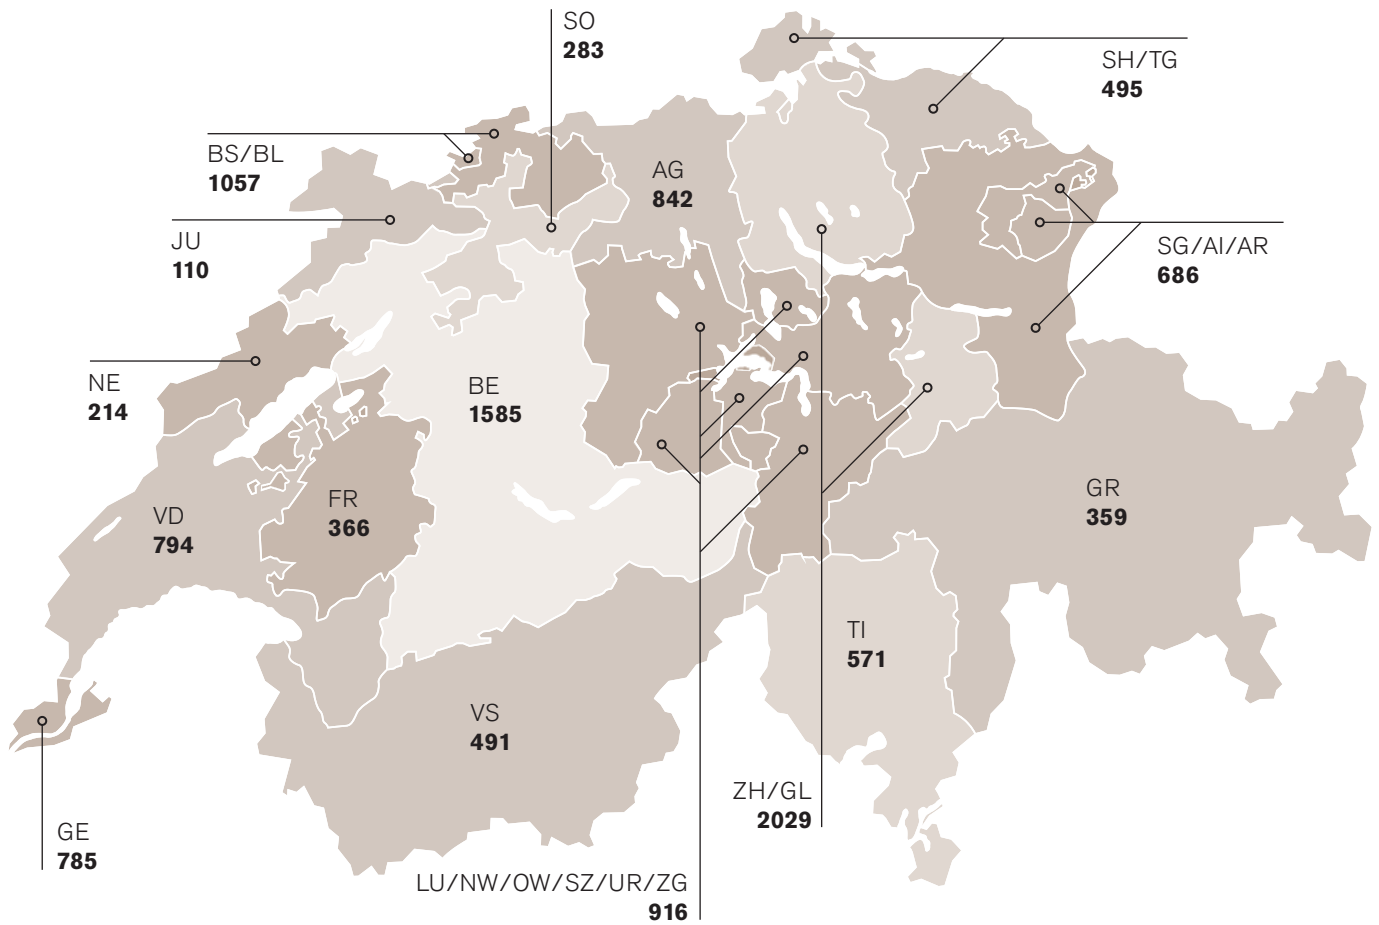 SO
283
SH/TG
495
BS/BL
1057
AG
842
JU
110
SG/AI/AR
686
NE
214
BE
1585
VD
794
FR
366
GR
359
TI
571
VS
491
ZH/GL
2029
GE
785
LU/NW/OW/SZ/UR/ZG
916